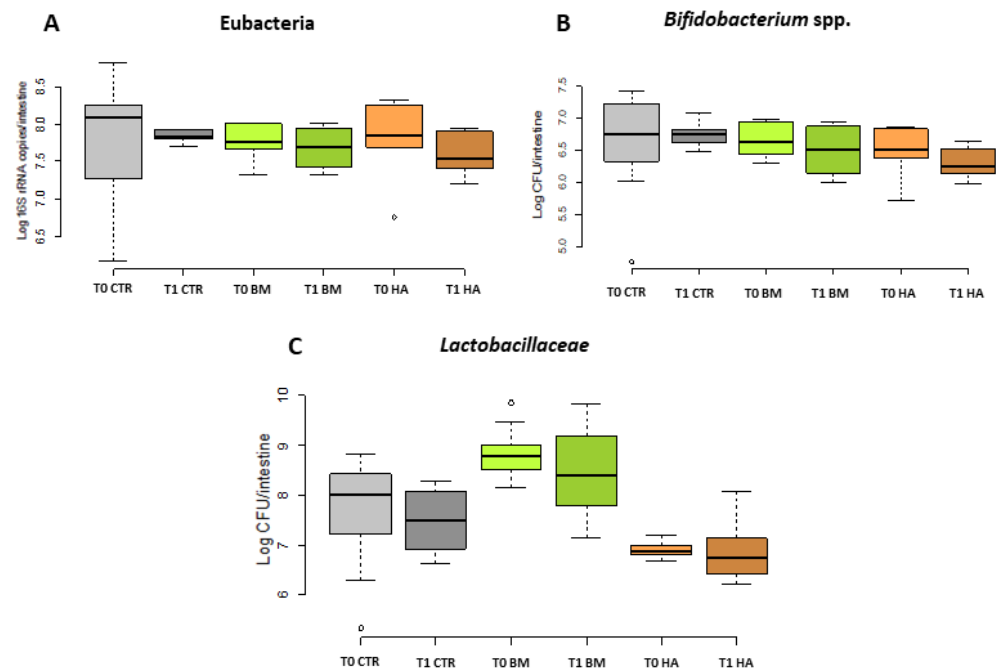 A
Eubacteria
Log 16S rRNA copies/intestine
8.5
8.0
7.5
7.0
6.5
T0 CTR T1 CTR T0 BM T1 BM T0 HA T1 HA
B
Bifidobacterium spp.
Log CFU/intestine
7.5
7.0
6.5
6.0
5.5
5.0
T0 CTR T1 CTR T0 BM T1 BM T0 HA T1 HA
C
Lactobacillaceae
Log CFU/intestine
10
9
8
7
6
T0 CTR T1 CTR T0 BM T1 BM T0 HA T1 HA